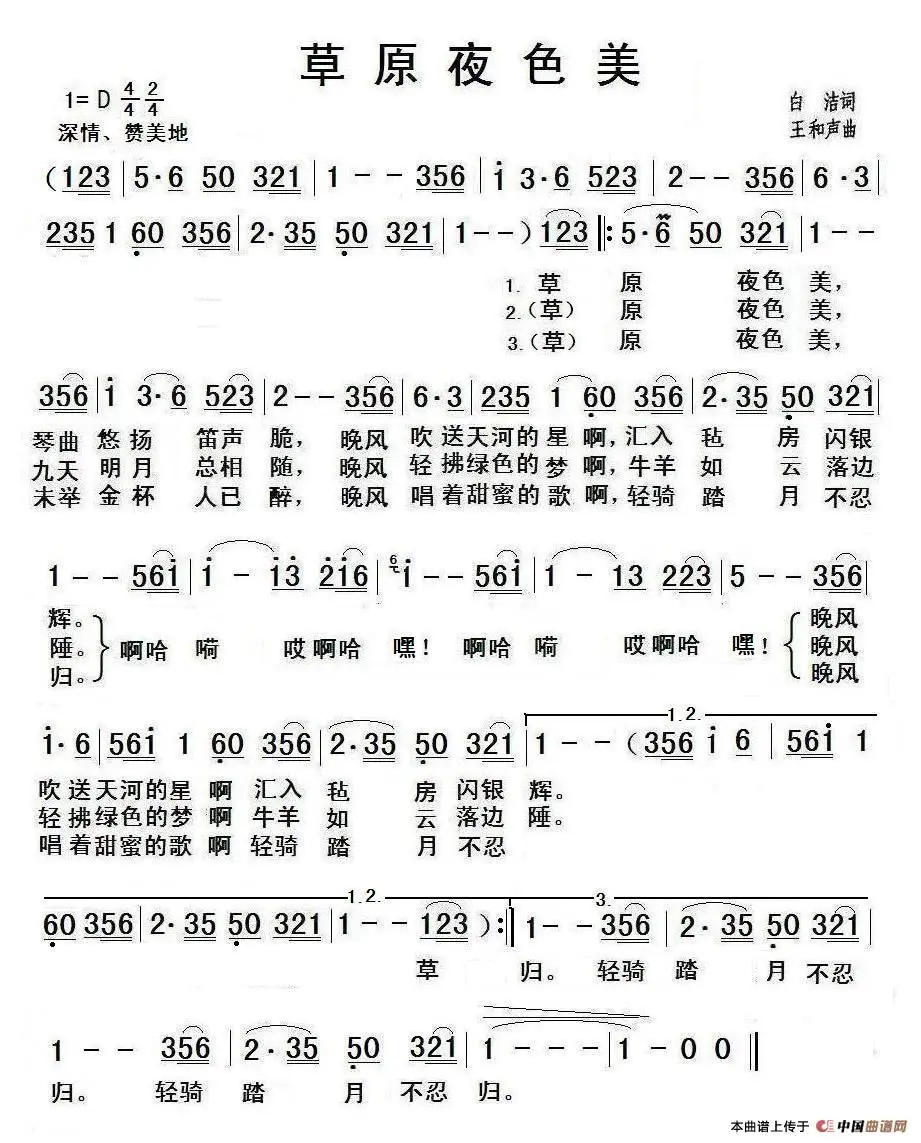 草原夜色美
1= D 4/4 2/4
白 洁词
深情、赞美地
王和声曲
(123 | 5·6 50 321 | 1 - - 356 | i 3·6 523 | 2 - - 356 | 6·3
235 1 60 356 | 2·35 50 321 | 1 - - ) 123 |: 5·6 50 321 | 1 - -
1. 草 原 夜色 美,
2.(草) 原 夜色 美,
3.(草) 原 夜色 美,
356 | i 3·6 523 | 2 - - 356 | 6·3 | 235 1 60 356 | 2·35 50 321
琴曲 悠扬 笛声 脆, 晚风 吹送天河的星 啊,汇入 毡 房 闪银
九天 明月 总相 随, 晚风 轻拂绿色的梦 啊,牛羊 如 云 落边
未举 金杯 人已 醉, 晚风 唱着甜蜜的歌 啊,轻骑 踏 月 不忍
1 - - 56i | i - i3 2i6 | 6 i - - 56i | 1 - 13 223 | 5 - - 356
辉。 啊哈 嗬 哎啊哈 嘿! 啊哈 嗬 哎啊哈 嘿! 晚风
陲。 晚风
归。 晚风
1.2.
i·6 | 56i 1 60 356 | 2·35 50 321 | 1 - - (356 i 6 | 56i 1
吹送天河的星 啊 汇入 毡 房 闪银 辉。
轻拂绿色的梦 啊 牛羊 如 云 落边 陲。
唱着甜蜜的歌 啊 轻骑 踏 月 不忍
1.2. 3.
60 356 | 2·35 50 321 | 1 - - 123 ) :| 1 - - 356 | 2·35 50 321
草 归。 轻骑 踏 月 不忍
1 - - 356 | 2·35 50 321 | 1 - - - | 1 - 0 0 ‖
归。 轻骑 踏 月 不忍 归。
本曲谱上传于 中国曲谱网